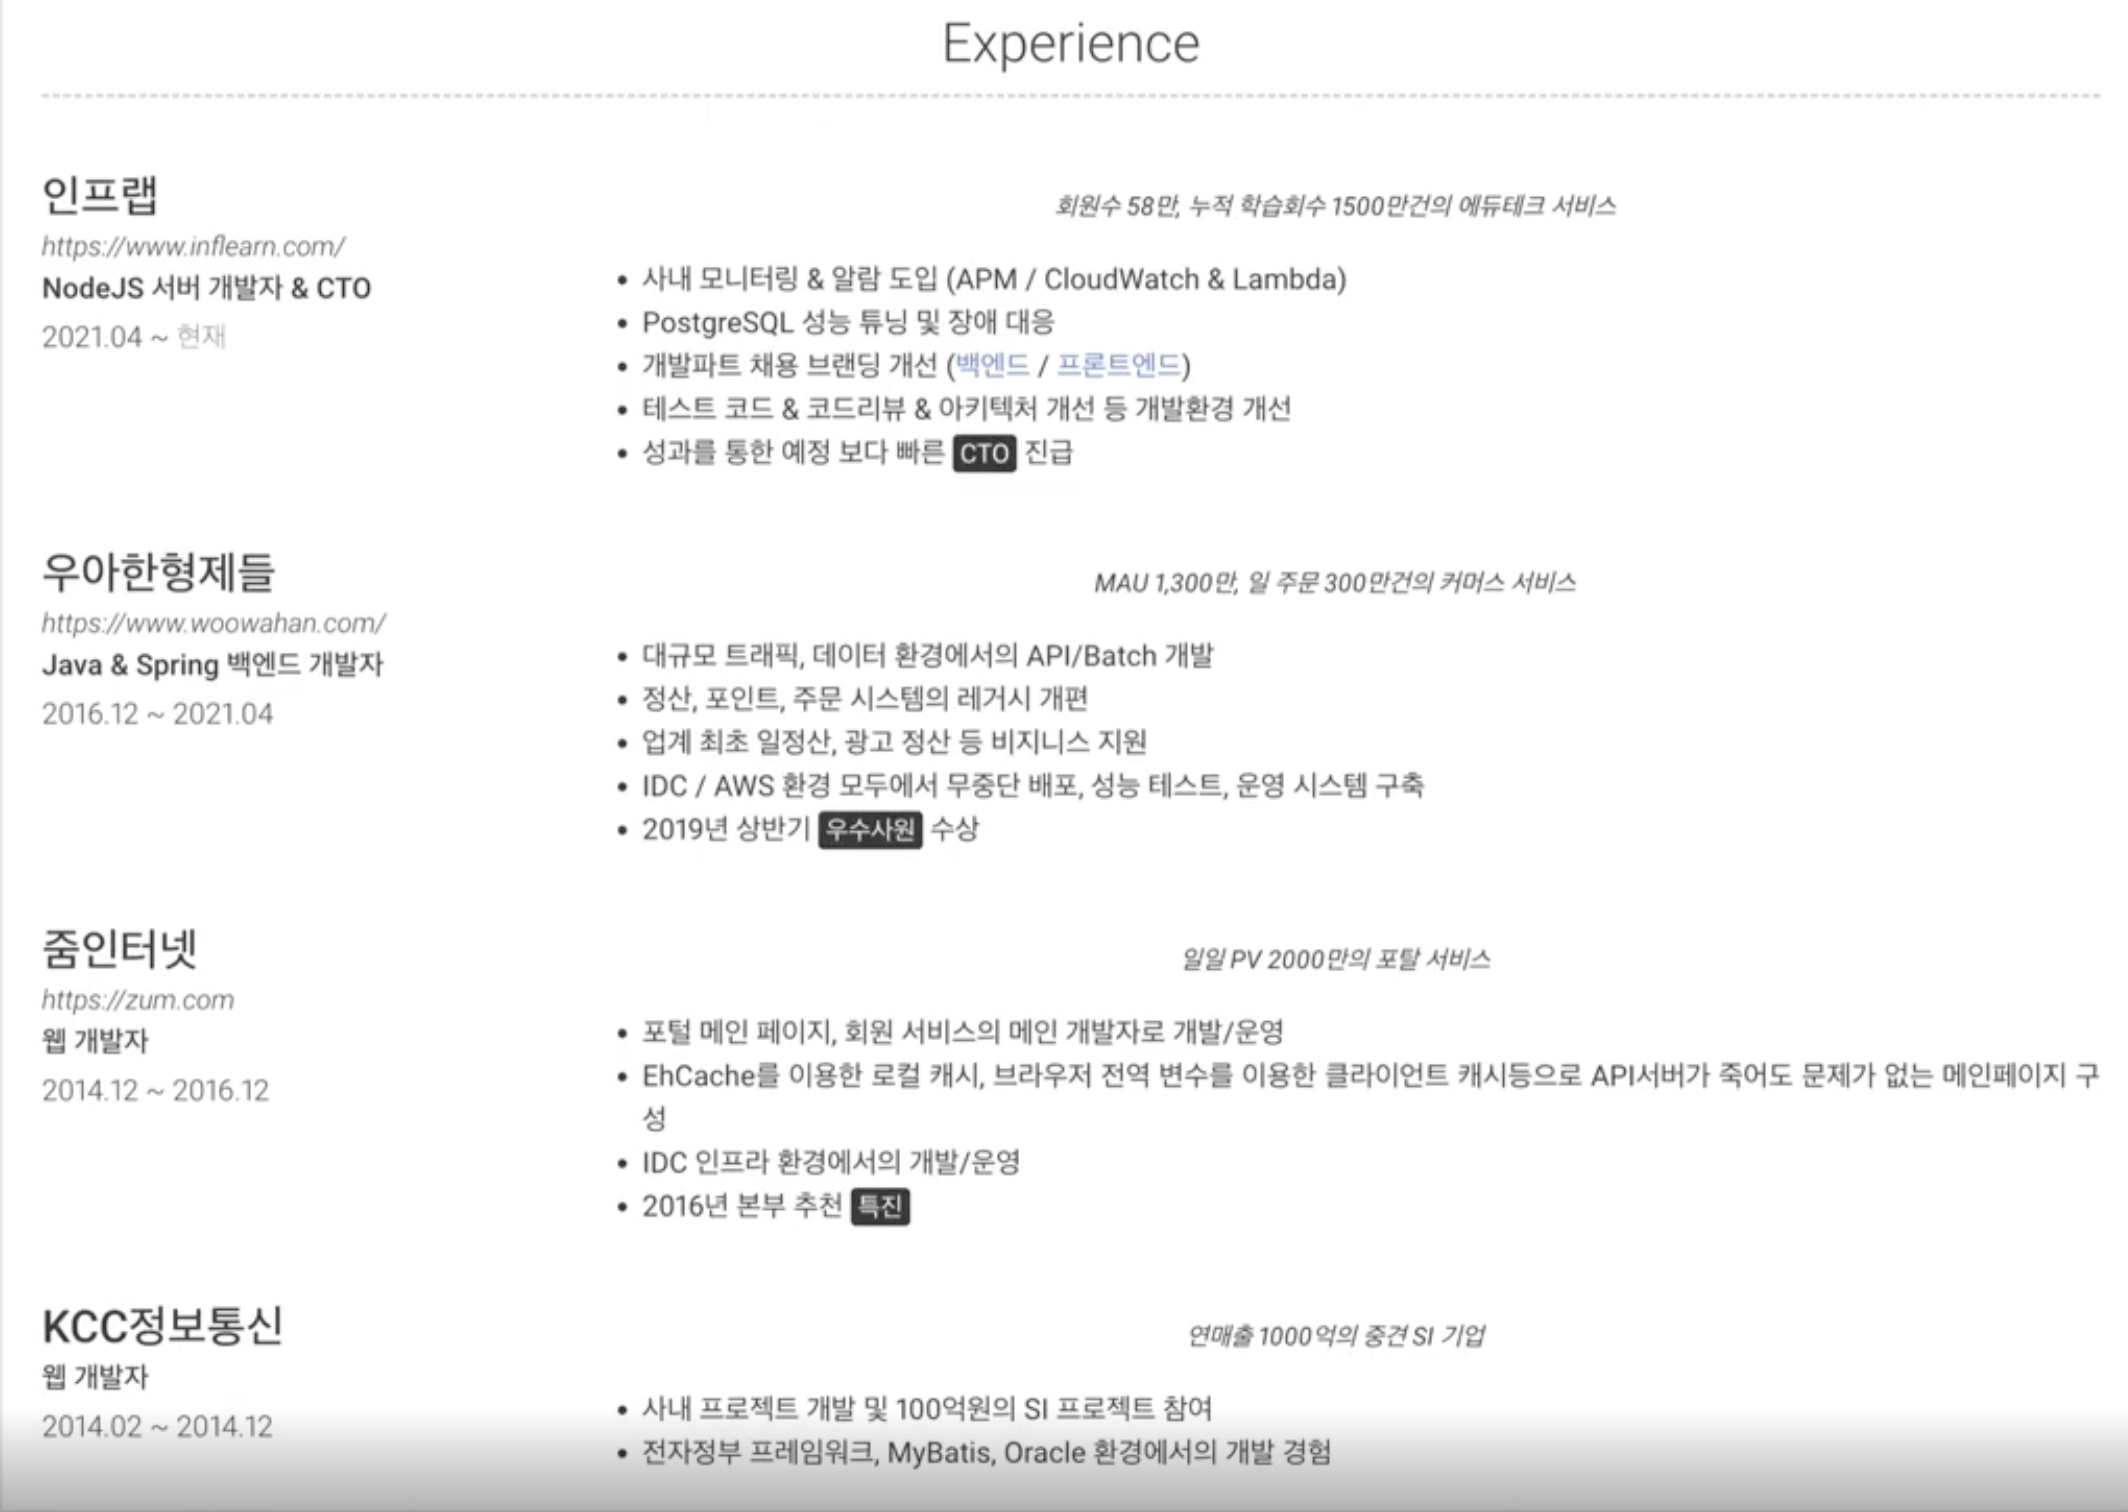 Experience
인프랩
https://www.inflearn.com/
NodeJS 서버 개발자 & CTO
2021.04 ~ 현재
회원수 58만, 누적 학습회수 1500만건의 에듀테크 서비스
사내 모니터링 & 알람 도입 (APM / CloudWatch & Lambda)
PostgreSQL 성능 튜닝 및 장애 대응
개발파트 채용 브랜딩 개선 (백엔드 / 프론트엔드)
테스트 코드 & 코드리뷰 & 아키텍처 개선 등 개발환경 개선
성과를 통한 예정 보다 빠른 CTO 진급
우아한형제들
https://www.woowahan.com/
Java & Spring 백엔드 개발자
2016.12 ~ 2021.04
MAU 1,300만, 일 주문 300만건의 커머스 서비스
대규모 트래픽, 데이터 환경에서의 API/Batch 개발
정산, 포인트, 주문 시스템의 레거시 개편
업계 최초 일정산, 광고 정산 등 비지니스 지원
IDC / AWS 환경 모두에서 무중단 배포, 성능 테스트, 운영 시스템 구축
2019년 상반기 우수사원 수상
줌인터넷
https://zum.com
웹 개발자
2014.12 ~ 2016.12
일일 PV 2000만의 포탈 서비스
포털 메인 페이지, 회원 서비스의 메인 개발자로 개발/운영
EhCache를 이용한 로컬 캐시, 브라우저 전역 변수를 이용한 클라이언트 캐시등으로 API서버가 죽어도 문제가 없는 메인페이지 구
성
IDC 인프라 환경에서의 개발/운영
2016년 본부 추천 특진
KCC정보통신
웹 개발자
2014.02 ~ 2014.12
연매출 1000억의 중견 SI 기업
사내 프로젝트 개발 및 100억원의 SI 프로젝트 참여
전자정부 프레임워크, MyBatis, Oracle 환경에서의 개발 경험